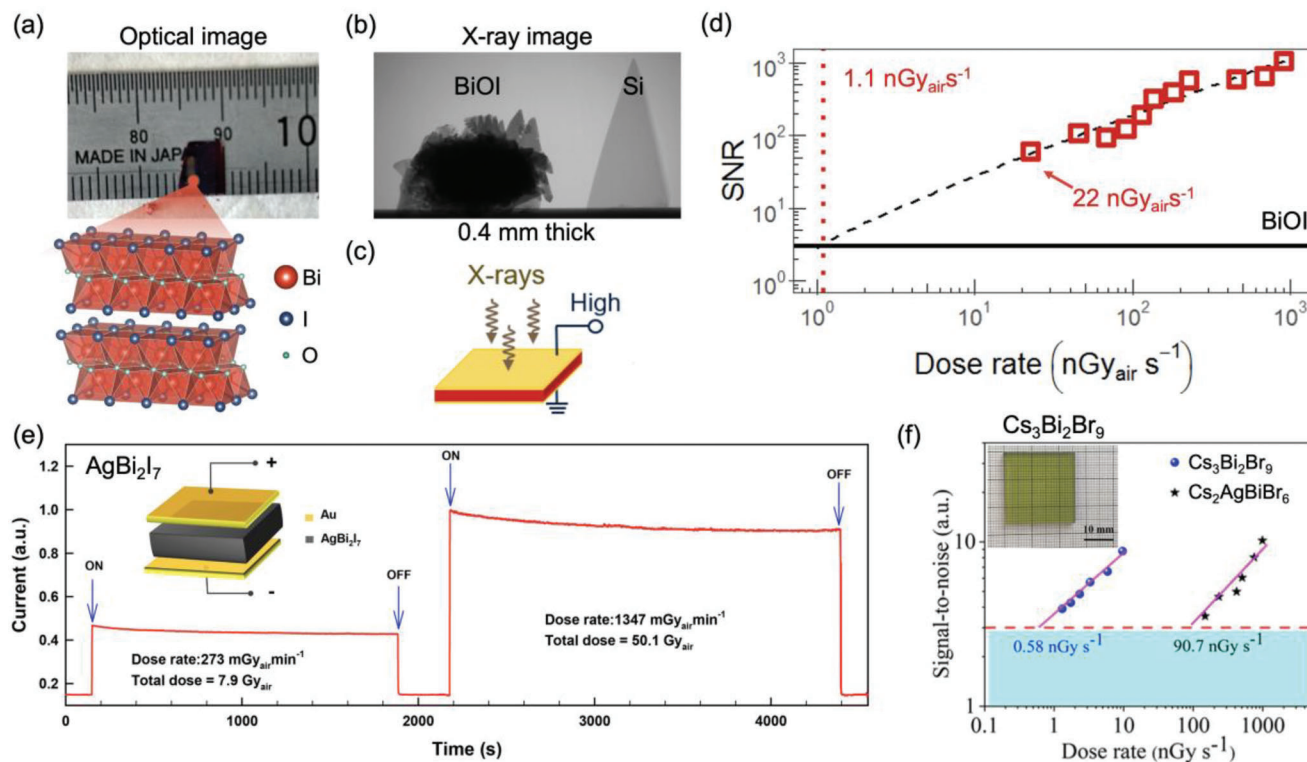 (a)
Optical image
80
90
10
MADE IN JAPA
Bi
I
O
(b)
X-ray image
BiOI
Si
0.4 mm thick
(c)
X-rays
High
(d)
1.1 nGyairs-1
22 nGyairs-1
BiOI
SNR
10³
10²
10¹
10⁰
10⁰
10¹
10²
10³
Dose rate (nGyair s⁻¹)
(e)
AgBi2I7
ON
OFF
ON
OFF
+
Au
AgBi2I7
-
Dose rate:273 mGyairmin-1
Total dose = 7.9 Gyair
Dose rate:1347 mGyairmin-1
Total dose = 50.1 Gyair
Current (a.u.)
1.2
1.0
0.8
0.6
0.4
0.2
0
1000
2000
3000
4000
Time (s)
(f)
Cs3Bi2Br9
10 mm
Cs3Bi2Br9
Cs2AgBiBr6
0.58 nGy s-1
90.7 nGy s-1
Signal-to-noise (a.u.)
10
1
0.1
1
10
100
1000
Dose rate (nGy s-1)